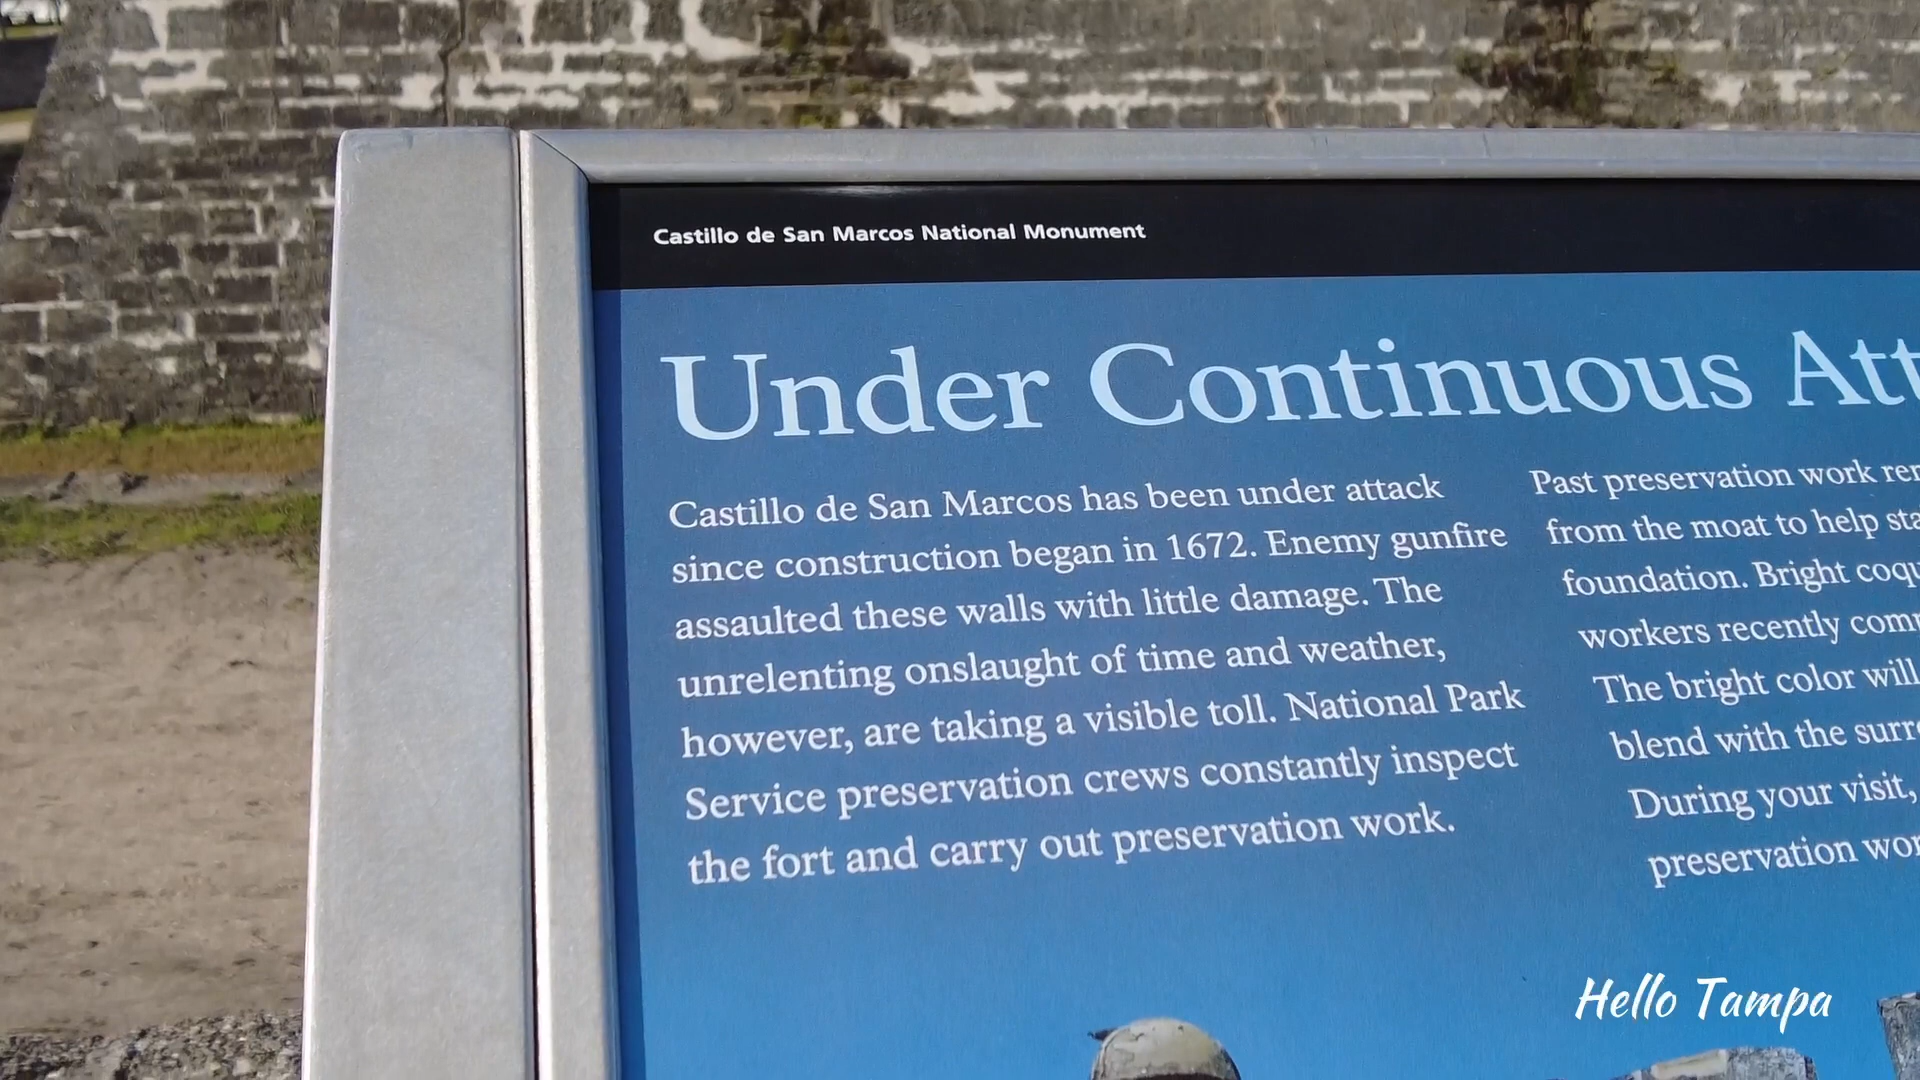 Castillo de San Marcos National Monument
Under Continuous
Castillo de San Marcos has been under attack
since construction began in 1672. Enemy gunfire
assaulted these walls with little damage. The
unrelenting onslaught of time and weather,
however, are taking a visible toll. National Park
Service preservation crews constantly inspect
the fort and carry out preservation work.
Past preservation work
from the moat to help
foundation. Bright
workers recently
The bright color will
blend with the
During your visit,
preservation
Hello Tampa